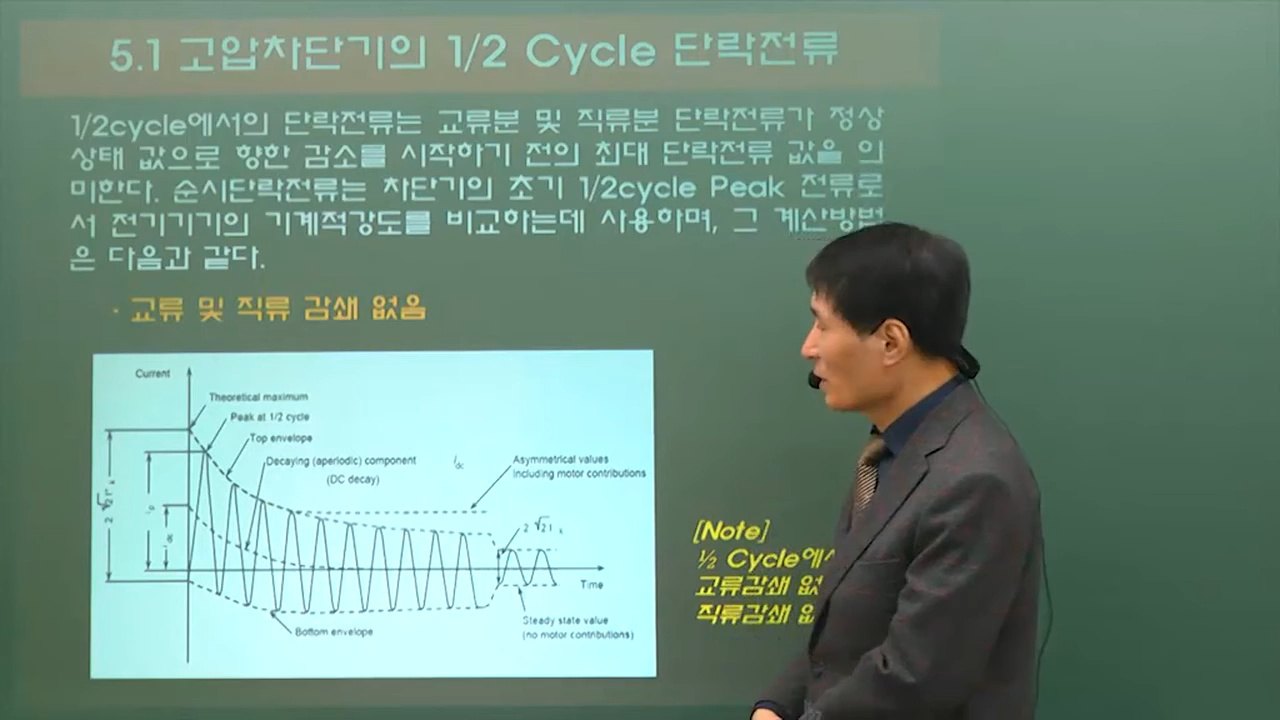 5.1 고압차단기의 1/2 Cycle 단락전류
1/2cycle에서의 단락전류는 교류분 및 직류분 단락전류가 정상
상태 값으로 향한 감소를 시작하기 전의 최대 단락전류 값을 의
미한다. 순시단락전류는 차단기의 초기 1/2cycle Peak 전류로
서 전기기기의 기계적강도를 비교하는데 사용하며, 그 계산방법
은 다음과 같다.
· 교류 및 직류 감쇄 없음
Current
Theoretical maximum
Peak at 1/2 cycle
Top envelope
Decaying (aperiodic) component
(DC decay)
Asymmetrical values
including motor contributions
Time
Steady state value
(no motor contributions)
Bottom envelope
[Note]
½ Cycle에
교류감쇄
직류감쇄